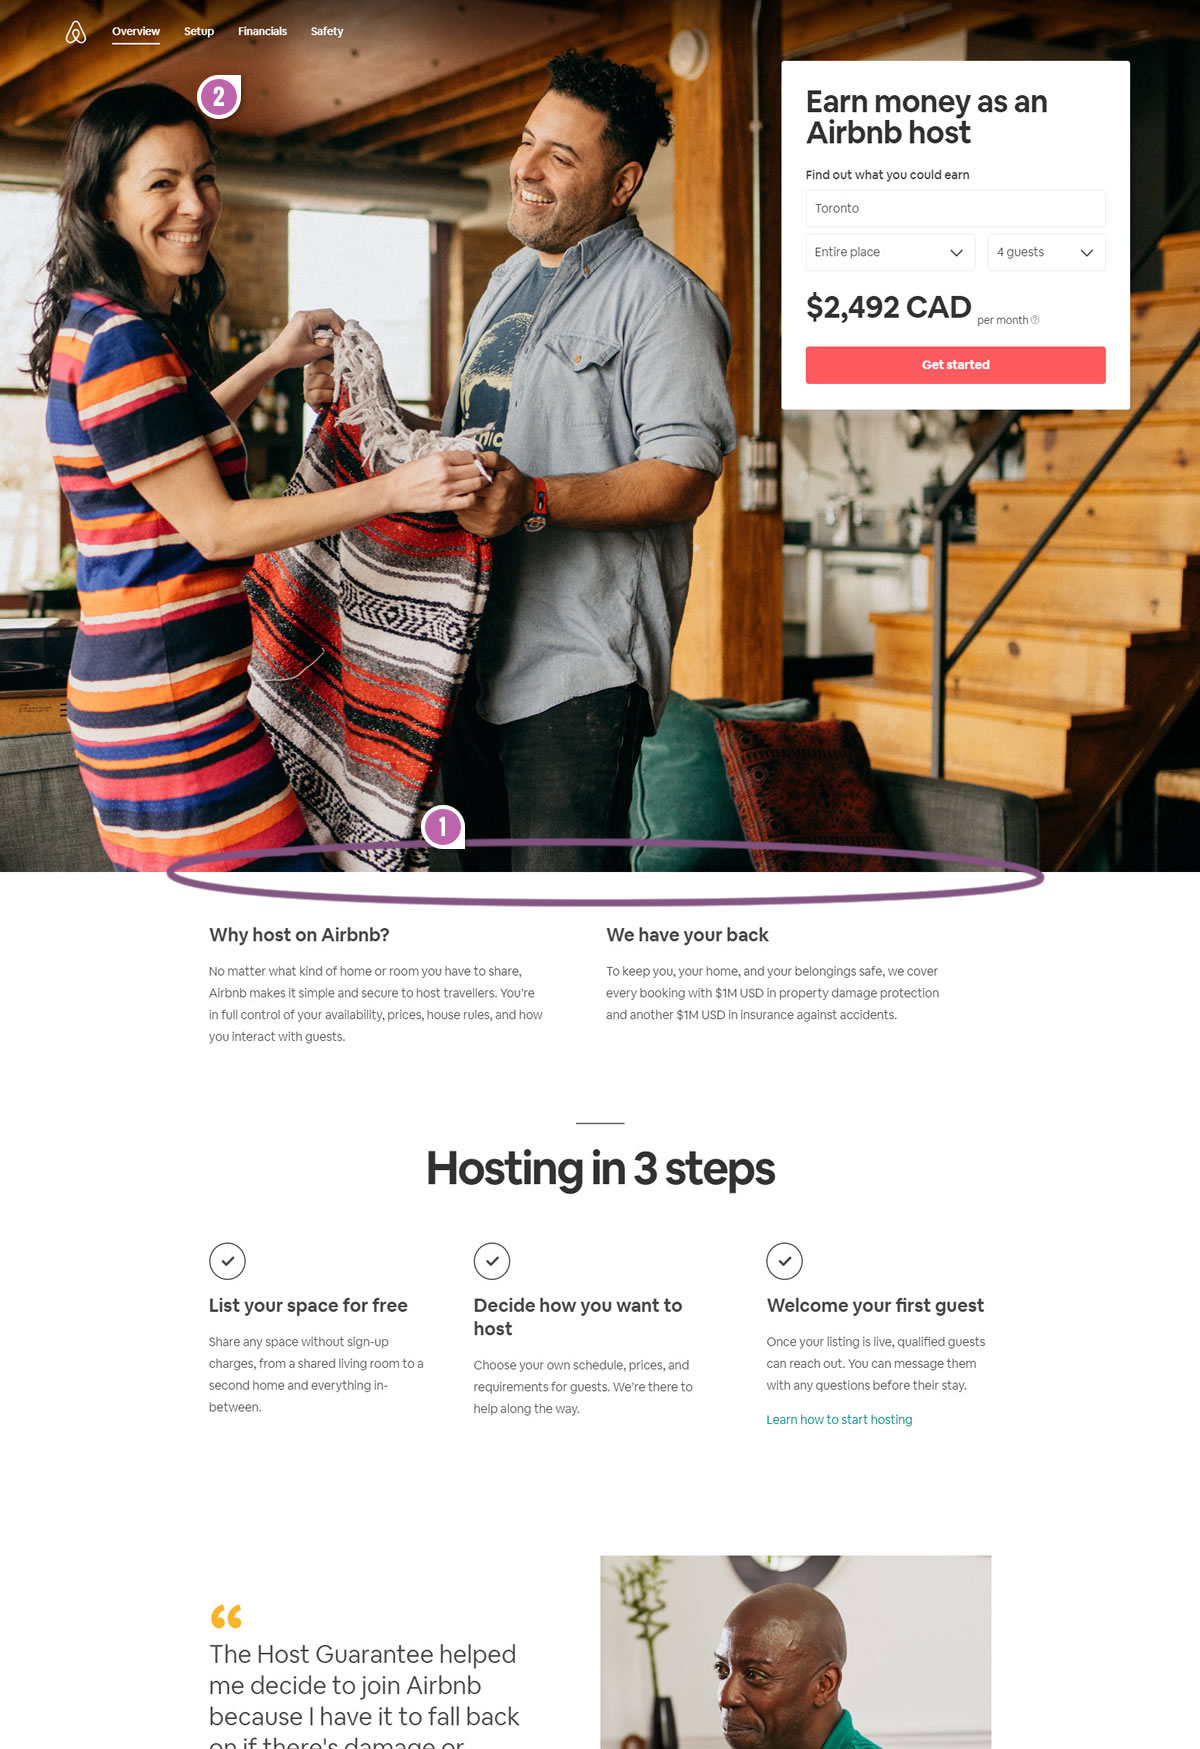 Overview Setup Financials Safety
2
Earn money as an
Airbnb host
Find out what you could earn
Toronto
Entire place 4 guests
$2,492 CAD per month
Get started
nic
1
Why host on Airbnb?
No matter what kind of home or room you have to share,
Airbnb makes it simple and secure to host travellers. You're
in full control of your availability, prices, house rules, and how
you interact with guests.
We have your back
To keep you, your home, and your belongings safe, we cover
every booking with $1M USD in property damage protection
and another $1M USD in insurance against accidents.
Hosting in 3 steps
List your space for free
Share any space without sign-up
charges, from a shared living room to a
second home and everything in-
between.
Decide how you want to
host
Choose your own schedule, prices, and
requirements for guests. We're there to
help along the way.
Welcome your first guest
Once your listing is live, qualified guests
can reach out. You can message them
with any questions before their stay.
Learn how to start hosting
“
The Host Guarantee helped
me decide to join Airbnb
because I have it to fall back
on if there's damage or